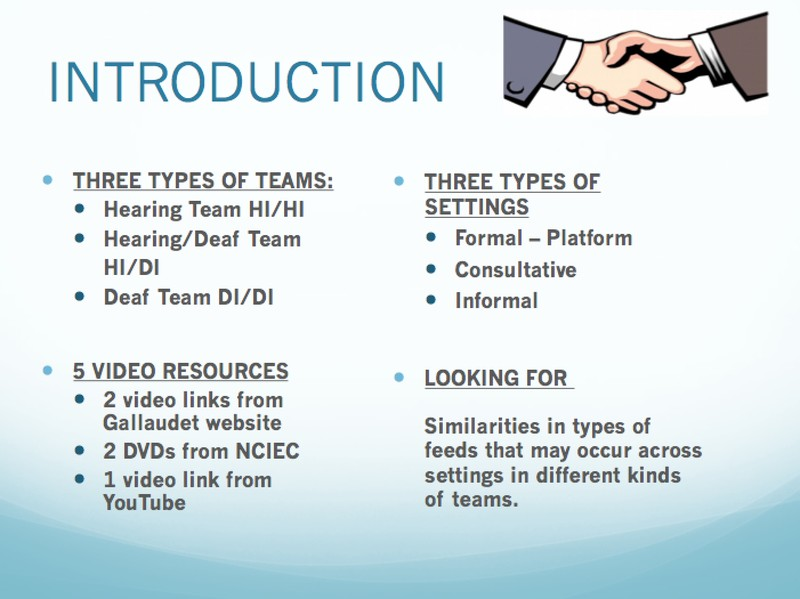 INTRODUCTION
• THREE TYPES OF TEAMS:
• Hearing Team HI/HI
• Hearing/Deaf Team
HI/DI
• Deaf Team DI/DI
• 5 VIDEO RESOURCES
• 2 video links from
Gallaudet website
• 2 DVDs from NCIEC
• 1 video link from
YouTube
• THREE TYPES OF
SETTINGS
• Formal – Platform
• Consultative
• Informal
• LOOKING FOR
Similarities in types of
feeds that may occur across
settings in different kinds
of teams.